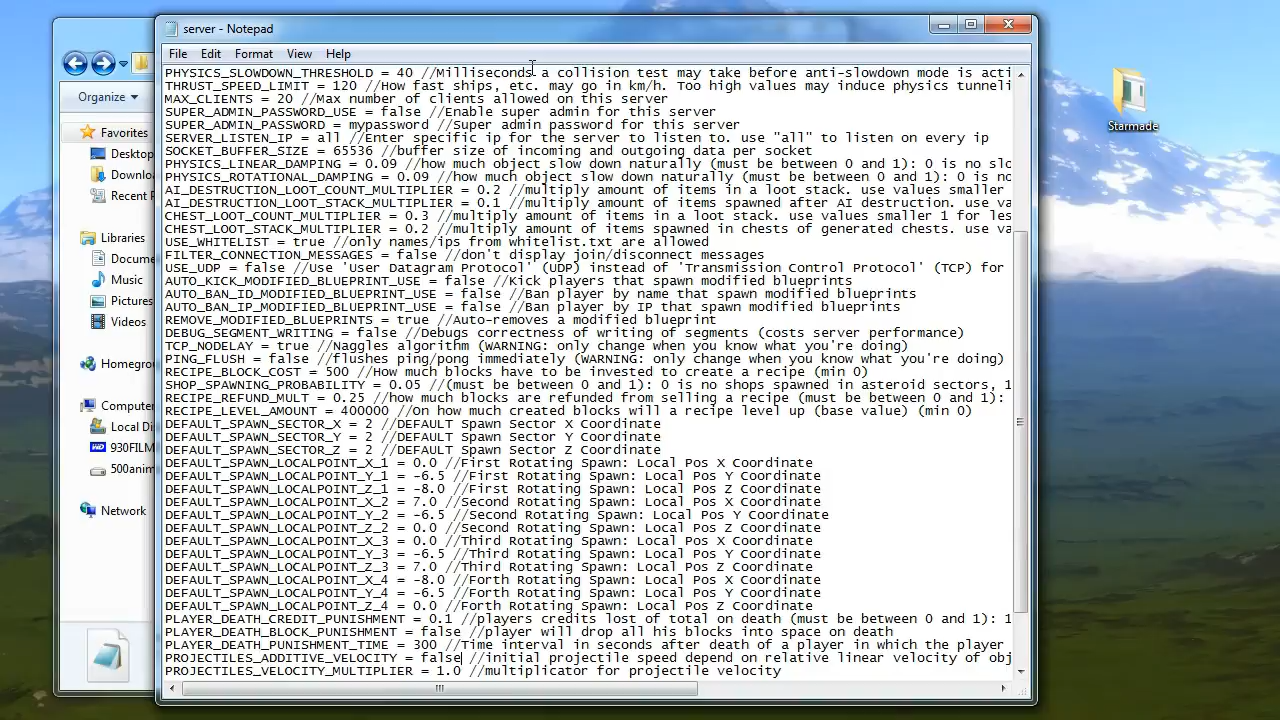 server - Notepad
File Edit Format View Help
PHYSICS_SLOWDOWN_THRESHOLD = 40 //Milliseconds a collision test may take before anti-slowdown mode is acti
THRUST_SPEED_LIMIT = 120 //How fast ships, etc. may go in km/h. Too high values may induce physics tunneli
MAX_CLIENTS = 20 //Max number of clients allowed on this server
SUPER_ADMIN_PASSWORD_USE = false //Enable super admin for this server
SUPER_ADMIN_PASSWORD = mypassword //Super admin password for this server
SERVER_LISTEN_IP = all //Enter specific ip for the server to listen to. use "all" to listen on every ip
SOCKET_BUFFER_SIZE = 65536 //buffer size of incoming and outgoing data per socket
PHYSICS_LINEAR_DAMPING = 0.09 //how much object slow down naturally (must be between 0 and 1): 0 is no slo
PHYSICS_ROTATIONAL_DAMPING = 0.09 //how much object slow down naturally (must be between 0 and 1): 0 is no
AI_DESTRUCTION_LOOT_COUNT_MULTIPLIER = 0.2 //multiply amount of items in a loot stack. use values smaller
AI_DESTRUCTION_LOOT_STACK_MULTIPLIER = 0.1 //multiply amount of items spawned after AI destruction. use va
CHEST_LOOT_COUNT_MULTIPLIER = 0.3 //multiply amount of items in a loot stack. use values smaller 1 for les
CHEST_LOOT_STACK_MULTIPLIER = 0.2 //multiply amount of items spawned in chests of generated chests. use va
USE_WHITELIST = true //only names/ips from whitelist.txt are allowed
FILTER_CONNECTION_MESSAGES = false //don't display join/disconnect messages
USE_UDP = false //Use 'User Datagram Protocol' (UDP) instead of 'Transmission Control Protocol' (TCP) for
AUTO_KICK_MODIFIED_BLUEPRINT_USE = false //Kick players that spawn modified blueprints
AUTO_BAN_ID_MODIFIED_BLUEPRINT_USE = false //Ban player by name that spawn modified blueprints
AUTO_BAN_IP_MODIFIED_BLUEPRINT_USE = false //Ban player by IP that spawn modified blueprints
REMOVE_MODIFIED_BLUEPRINTS = true //Auto-removes a modified blueprint
DEBUG_SEGMENT_WRITING = false //Debugs correctness of writing of segments (costs server performance)
TCP_NODELAY = true //Naggles algorithm (WARNING: only change when you know what you're doing)
PING_FLUSH = false //flushes ping/pong immediately (WARNING: only change when you know what you're doing)
RECIPE_BLOCK_COST = 500 //How much blocks have to be invested to create a recipe (min 0)
SHOP_SPAWNING_PROBABILITY = 0.05 //(must be between 0 and 1): 0 is no shops spawned in asteroid sectors, 1
RECIPE_REFUND_MULT = 0.25 //how much blocks are refunded from selling a recipe (must be between 0 and 1):
RECIPE_LEVEL_AMOUNT = 400000 //on how much created blocks will a recipe level up (base value) (min 0)
DEFAULT_SPAWN_SECTOR_X = 2 //DEFAULT Spawn Sector X Coordinate
DEFAULT_SPAWN_SECTOR_Y = 2 //DEFAULT Spawn Sector Y Coordinate
DEFAULT_SPAWN_SECTOR_Z = 2 //DEFAULT Spawn Sector Z Coordinate
DEFAULT_SPAWN_LOCALPOINT_X_1 = 0.0 //First Rotating Spawn: Local Pos X Coordinate
DEFAULT_SPAWN_LOCALPOINT_Y_1 = -6.5 //First Rotating Spawn: Local Pos Y Coordinate
DEFAULT_SPAWN_LOCALPOINT_Z_1 = -8.0 //First Rotating Spawn: Local Pos Z Coordinate
DEFAULT_SPAWN_LOCALPOINT_X_2 = 7.0 //Second Rotating Spawn: Local Pos X Coordinate
DEFAULT_SPAWN_LOCALPOINT_Y_2 = -6.5 //Second Rotating Spawn: Local Pos Y Coordinate
DEFAULT_SPAWN_LOCALPOINT_Z_2 = 0.0 //Second Rotating Spawn: Local Pos Z Coordinate
DEFAULT_SPAWN_LOCALPOINT_X_3 = 0.0 //Third Rotating Spawn: Local Pos X Coordinate
DEFAULT_SPAWN_LOCALPOINT_Y_3 = -6.5 //Third Rotating Spawn: Local Pos Y Coordinate
DEFAULT_SPAWN_LOCALPOINT_Z_3 = 7.0 //Third Rotating Spawn: Local Pos Z Coordinate
DEFAULT_SPAWN_LOCALPOINT_X_4 = -8.0 //Forth Rotating Spawn: Local Pos X Coordinate
DEFAULT_SPAWN_LOCALPOINT_Y_4 = -6.5 //Forth Rotating Spawn: Local Pos Y Coordinate
DEFAULT_SPAWN_LOCALPOINT_Z_4 = 0.0 //Forth Rotating Spawn: Local Pos Z Coordinate
PLAYER_DEATH_CREDIT_PUNISHMENT = 0.1 //players credits lost of total on death (must be between 0 and 1): 1
PLAYER_DEATH_BLOCK_PUNISHMENT = false //player will drop all his blocks into space on death
PLAYER_DEATH_PUNISHMENT_TIME = 300 //Time interval in seconds after death of a player in which the player
PROJECTILES_ADDITIVE_VELOCITY = false //initial projectile speed depend on relative linear velocity of obj
PROJECTILES_VELOCITY_MULTIPLIER = 1.0 //multiplicator for projectile velocity
Organize
Favorites
Desktop
Downlo
Recent P
Libraries
Docume
Music
Pictures
Videos
Homegro
Computer
Local Di
930FILM
500anim
Network
Starmade